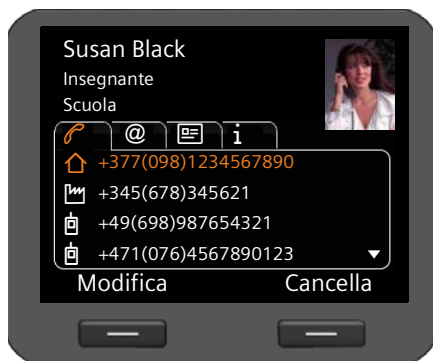 Susan Black
Insegnante
Scuola
@ i
+377(098)1234567890
+345(678)345621
+49(698)987654321
+471(076)4567890123
Modifica Cancella